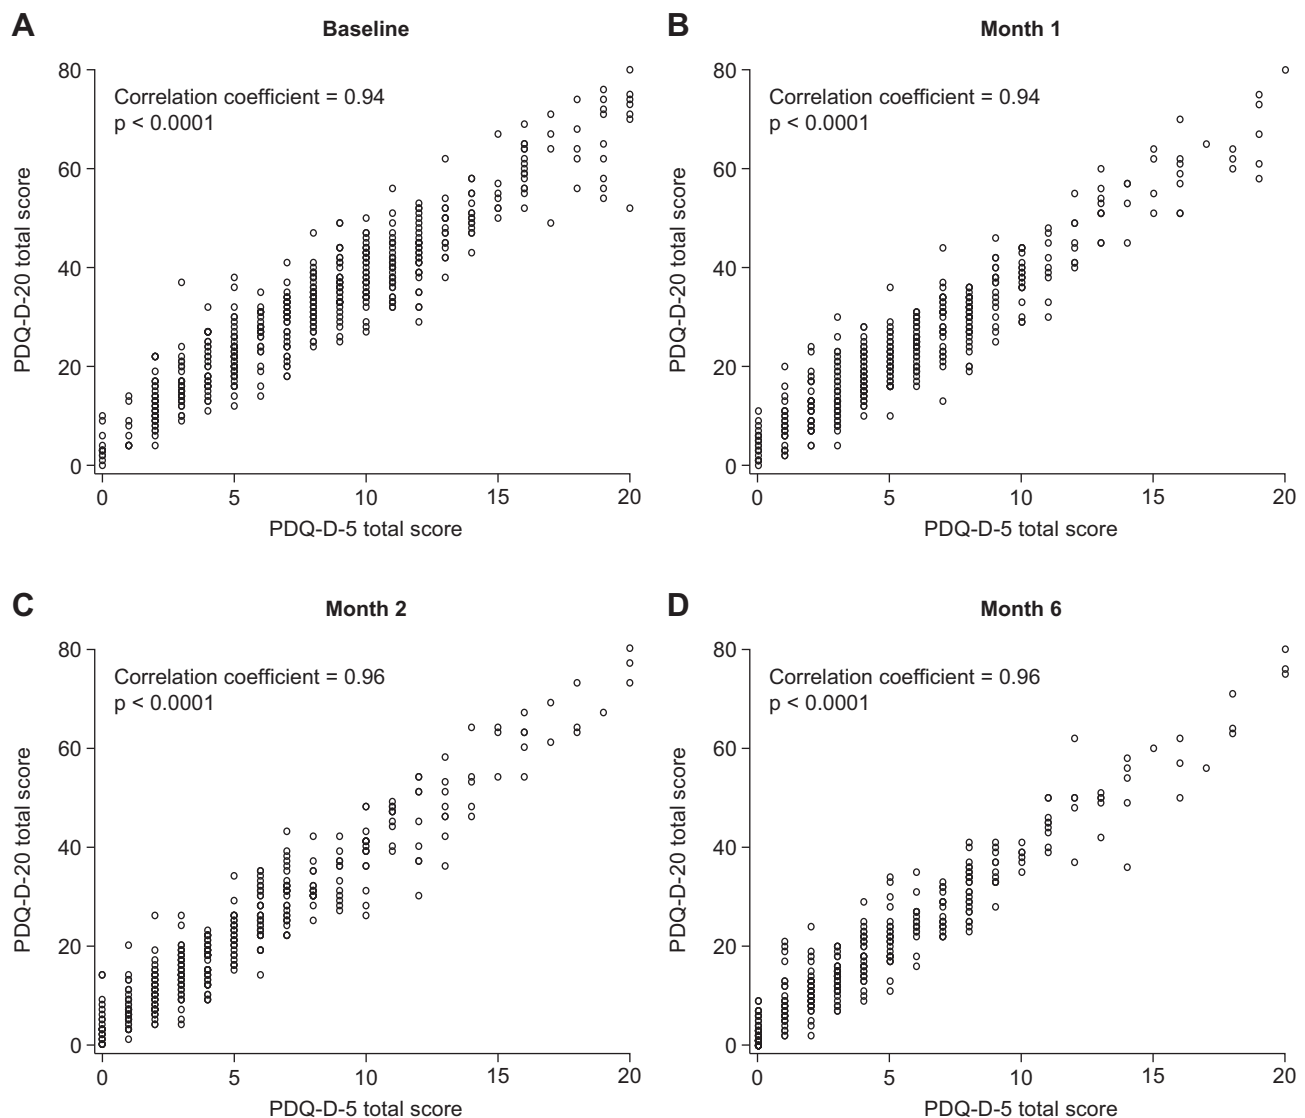 A
Baseline
Correlation coefficient = 0.94
p < 0.0001
PDQ-D-20 total score
80
60
40
20
0
0 5 10 15 20
PDQ-D-5 total score
B
Month 1
Correlation coefficient = 0.94
p < 0.0001
PDQ-D-20 total score
80
60
40
20
0
0 5 10 15 20
PDQ-D-5 total score
C
Month 2
Correlation coefficient = 0.96
p < 0.0001
PDQ-D-20 total score
80
60
40
20
0
0 5 10 15 20
PDQ-D-5 total score
D
Month 6
Correlation coefficient = 0.96
p < 0.0001
PDQ-D-20 total score
80
60
40
20
0
0 5 10 15 20
PDQ-D-5 total score